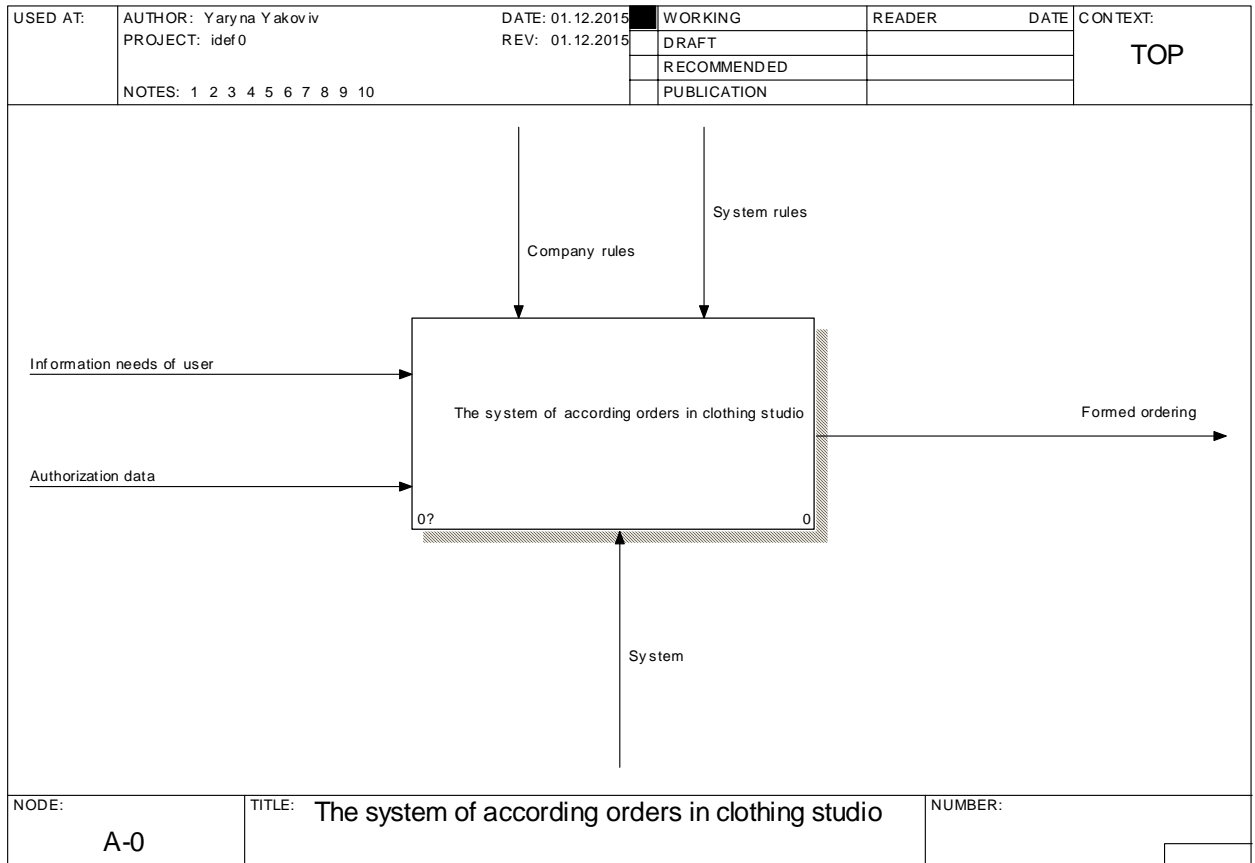 USED AT:
AUTHOR: Yaryna Yakoviv
DATE: 01.12.2015
PROJECT: idef0
REV: 01.12.2015
NOTES: 1 2 3 4 5 6 7 8 9 10
WORKING
DRAFT
RECOMMENDED
PUBLICATION
READER
DATE
CONTEXT:
TOP
System rules
Company rules
Information needs of user
The system of according orders in clothing studio
Formed ordering
Authorization data
0?
0
System
NODE:
A-0
TITLE: The system of according orders in clothing studio
NUMBER: